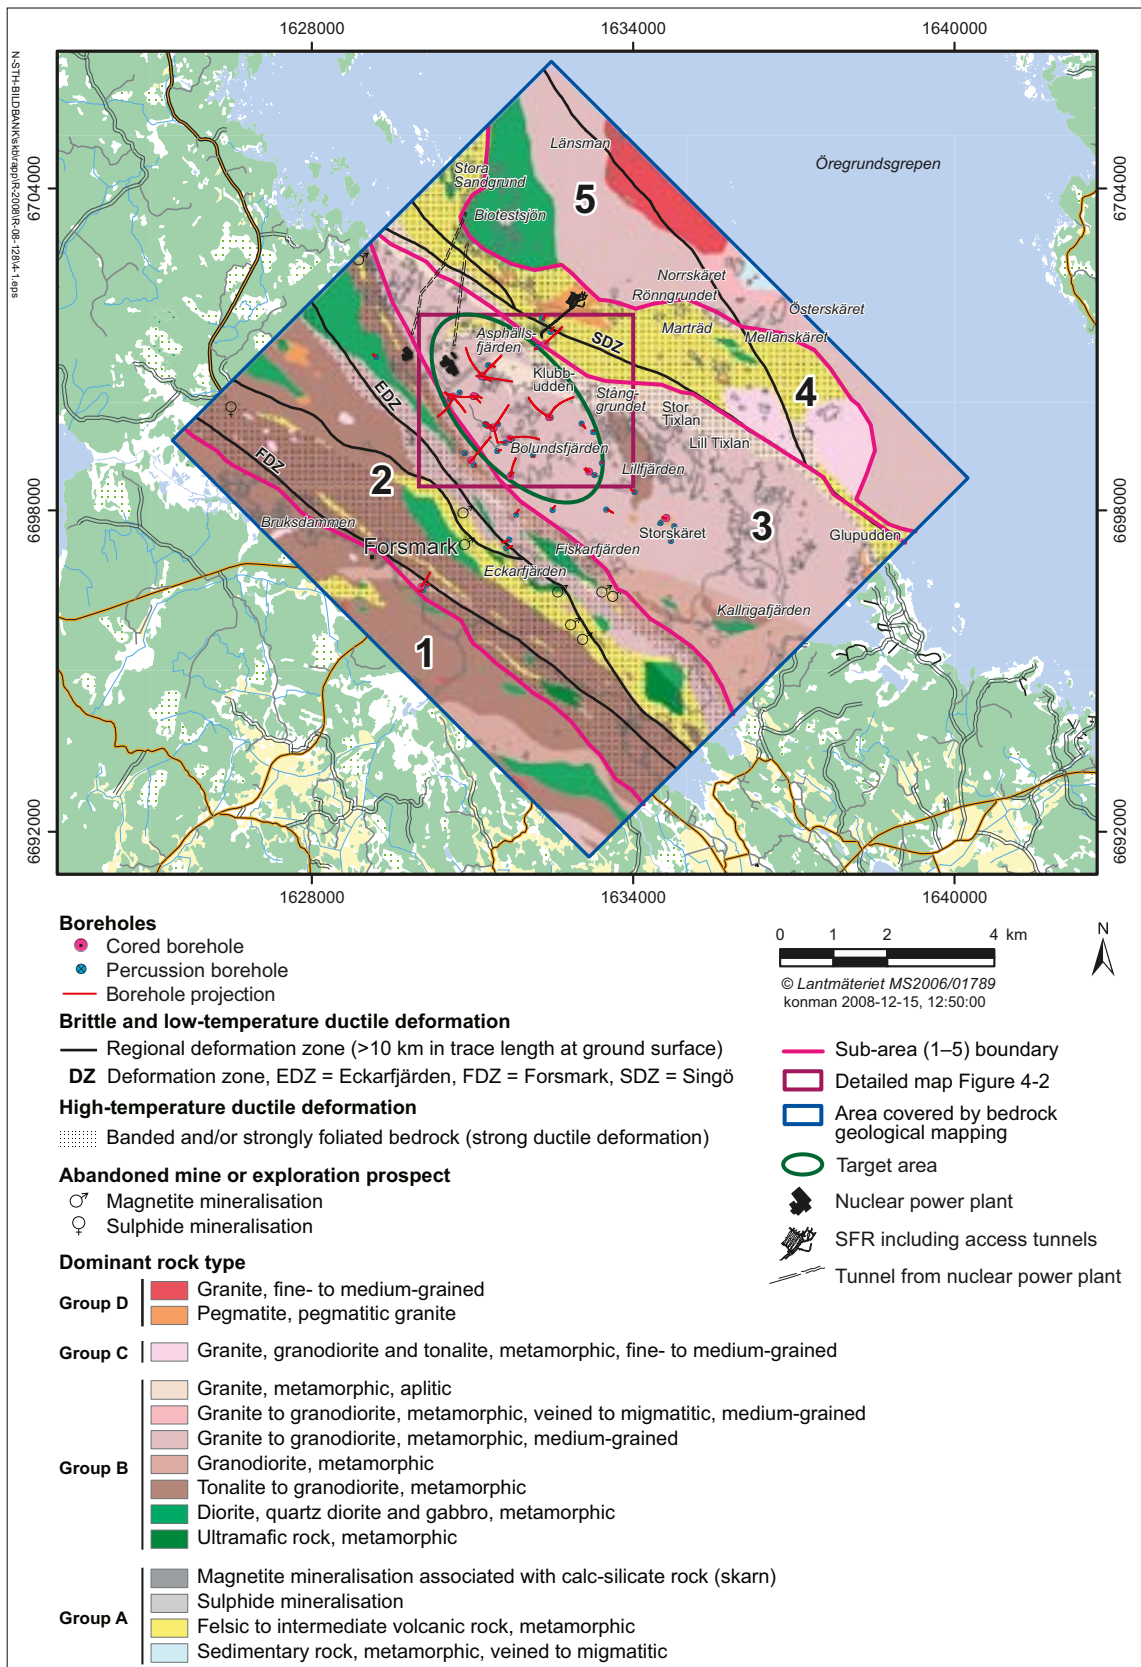 1628000
1634000
1640000
N-STH-BILDBANK\skb\rapp\R-2008\R-08-128\4-1.eps
6704000
6704000
6698000
6698000
6692000
6692000
Länsman
Öregrundsgrepen
Stora
Sandgrund
5
Biotestsjön
Norrskäret
Rönngrundet
Österskäret
Marträd
Mellanskäret
Asphälls-
fjärden
SDZ
Klubb-
udden
EDZ
Stång-
grundet
4
Stor
Tixlan
Lill Tixlan
Bolundsfjärden
FDZ
2
Lillfjärden
Bruksdammen
Storskäret
3
Glupudden
Forsmark
Fiskarfjärden
Eckarfjärden
Kallrigafjärden
1
1628000
1634000
1640000
Boreholes
Cored borehole
Percussion borehole
Borehole projection
Brittle and low-temperature ductile deformation
Regional deformation zone (>10 km in trace length at ground surface)
DZ Deformation zone, EDZ = Eckarfjärden, FDZ = Forsmark, SDZ = Singö
High-temperature ductile deformation
Banded and/or strongly foliated bedrock (strong ductile deformation)
Abandoned mine or exploration prospect
Magnetite mineralisation
Sulphide mineralisation
0 1 2 4 km
N
© Lantmäteriet MS2006/01789
konman 2008-12-15, 12:50:00
Sub-area (1–5) boundary
Detailed map Figure 4-2
Area covered by bedrock
geological mapping
Target area
Nuclear power plant
SFR including access tunnels
Tunnel from nuclear power plant
Dominant rock type
Group D
Granite, fine- to medium-grained
Pegmatite, pegmatitic granite
Group C
Granite, granodiorite and tonalite, metamorphic, fine- to medium-grained
Group B
Granite, metamorphic, aplitic
Granite to granodiorite, metamorphic, veined to migmatitic, medium-grained
Granite to granodiorite, metamorphic, medium-grained
Granodiorite, metamorphic
Tonalite to granodiorite, metamorphic
Diorite, quartz diorite and gabbro, metamorphic
Ultramafic rock, metamorphic
Group A
Magnetite mineralisation associated with calc-silicate rock (skarn)
Sulphide mineralisation
Felsic to intermediate volcanic rock, metamorphic
Sedimentary rock, metamorphic, veined to migmatitic